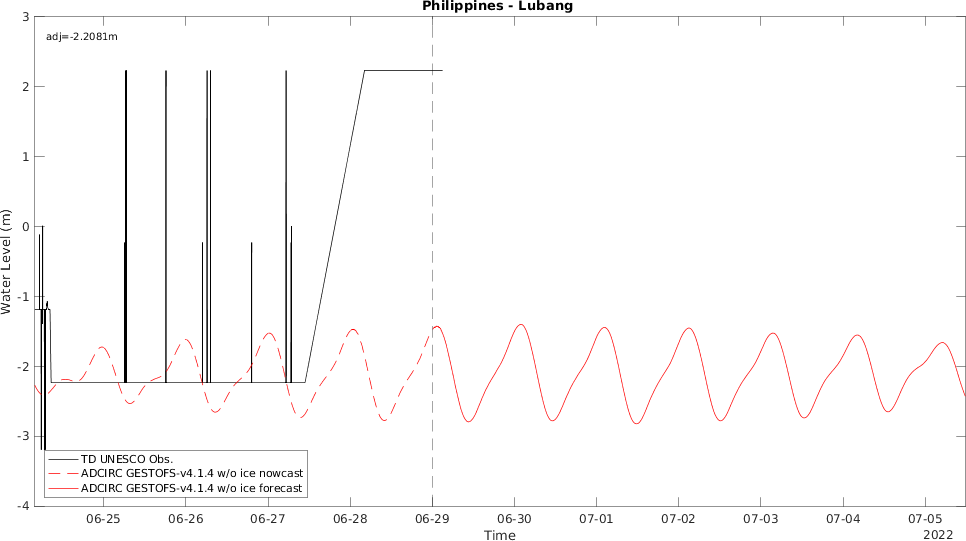 Philippines - Lubang
adj=-2.2081m
3
2
1
0
-1
-2
-3
-4
Water Level (m)
TD UNESCO Obs.
ADCIRC GESTOFS-v4.1.4 w/o ice nowcast
ADCIRC GESTOFS-v4.1.4 w/o ice forecast
06-25 06-26 06-27 06-28 06-29 06-30 07-01 07-02 07-03 07-04 07-05
Time
2022